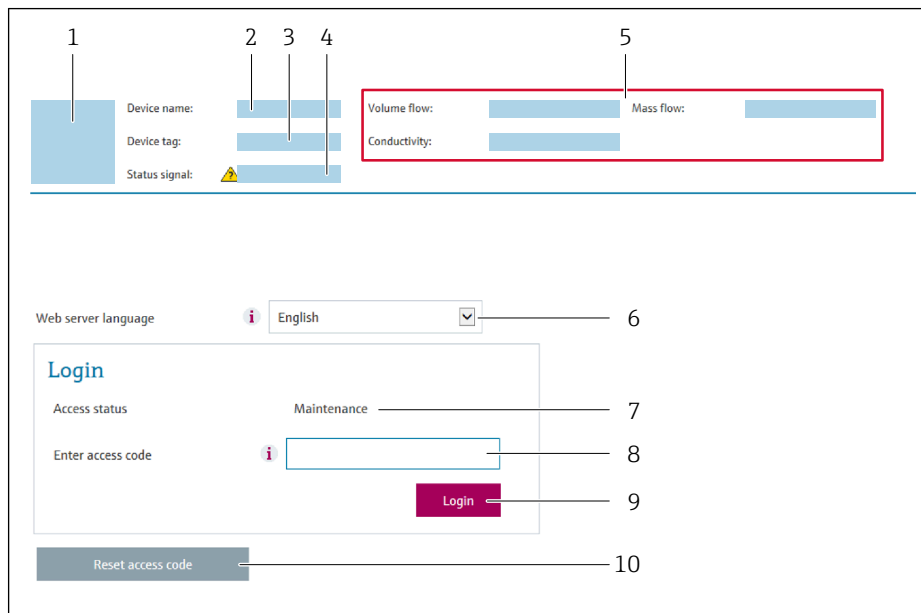 1 2 3 4 5
Device name: Volume flow: Mass flow:
Device tag: Conductivity:
Status signal: ?
Web server language i English 6
Login
Access status Maintenance 7
Enter access code i 8
Login 9
Reset access code 10